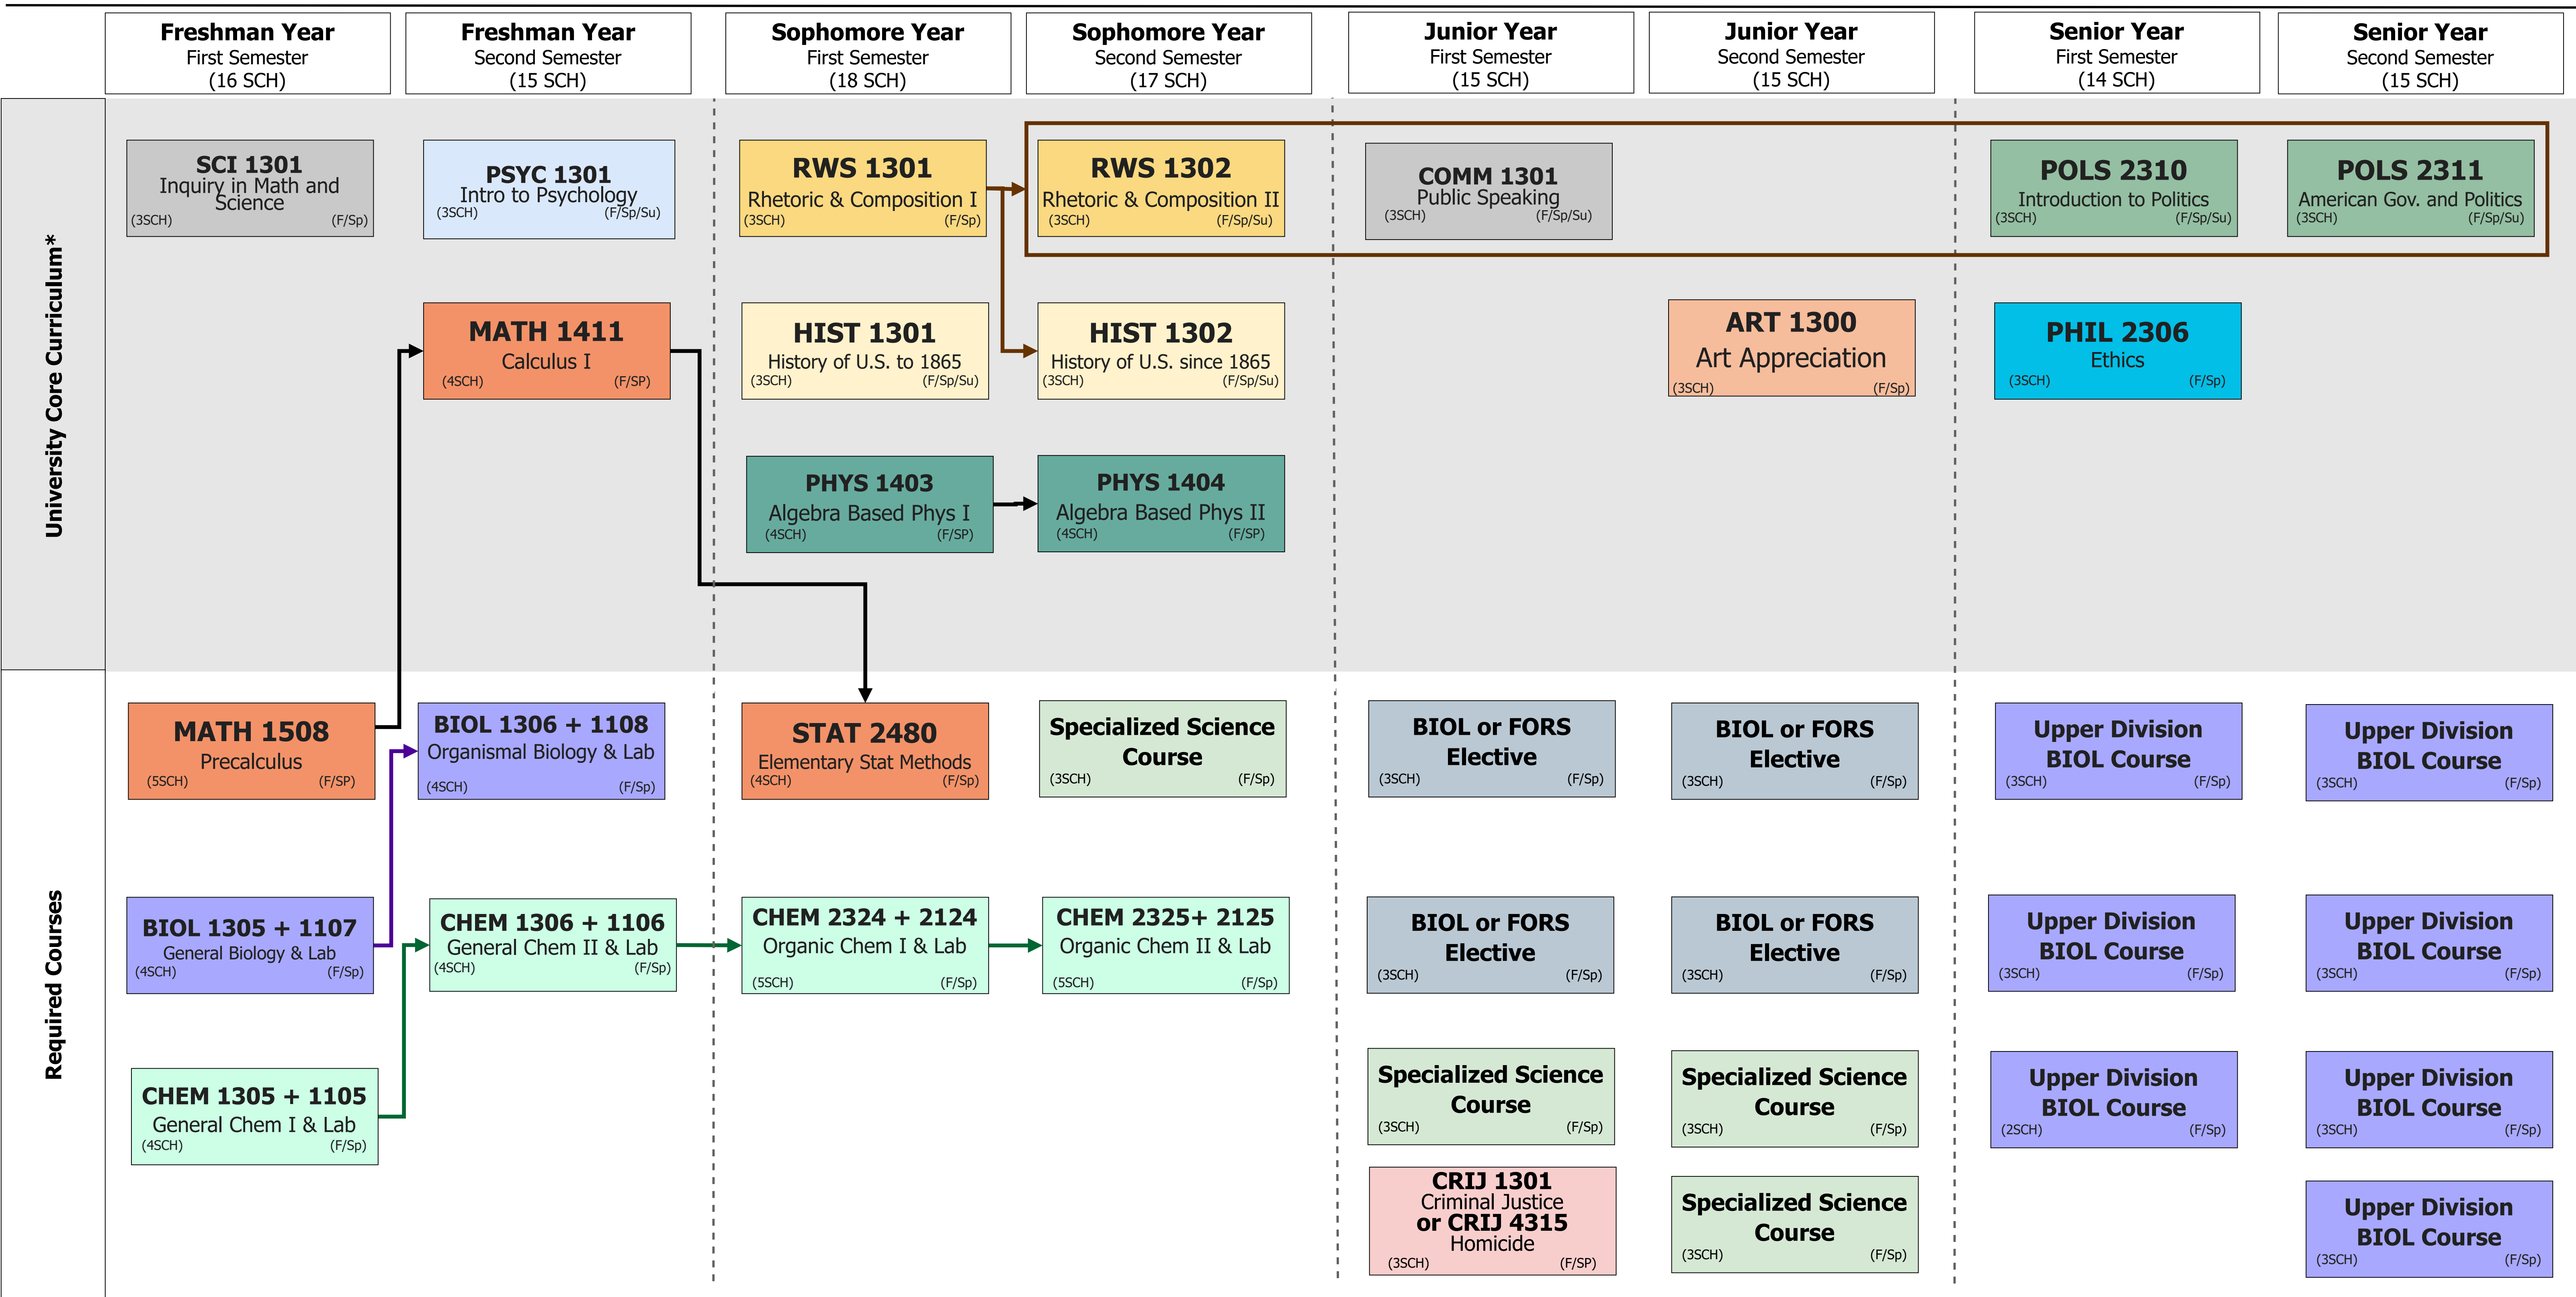 Freshman Year
First Semester
(16 SCH)
Freshman Year
Second Semester
(15 SCH)
Sophomore Year
First Semester
(18 SCH)
Sophomore Year
Second Semester
(17 SCH)
Junior Year
First Semester
(15 SCH)
Junior Year
Second Semester
(15 SCH)
Senior Year
First Semester
(14 SCH)
Senior Year
Second Semester
(15 SCH)
University Core Curriculum*
SCI 1301
Inquiry in Math and
Science
(3SCH) (F/Sp)
PSYC 1301
Intro to Psychology
(3SCH) (F/Sp/Su)
RWS 1301
Rhetoric & Composition I
(3SCH) (F/Sp)
RWS 1302
Rhetoric & Composition II
(3SCH) (F/Sp/Su)
COMM 1301
Public Speaking
(3SCH) (F/Sp/Su)
POLS 2310
Introduction to Politics
(3SCH) (F/Sp/Su)
POLS 2311
American Gov. and Politics
(3SCH) (F/Sp/Su)
MATH 1411
Calculus I
(4SCH) (F/SP)
HIST 1301
History of U.S. to 1865
(3SCH) (F/Sp/Su)
HIST 1302
History of U.S. since 1865
(3SCH) (F/Sp/Su)
ART 1300
Art Appreciation
(3SCH) (F/Sp)
PHIL 2306
Ethics
(3SCH) (F/Sp)
PHYS 1403
Algebra Based Phys I
(4SCH) (F/SP)
PHYS 1404
Algebra Based Phys II
(4SCH) (F/SP)
Required Courses
MATH 1508
Precalculus
(5SCH) (F/SP)
BIOL 1306 + 1108
Organismal Biology & Lab
(4SCH) (F/Sp)
STAT 2480
Elementary Stat Methods
(4SCH) (F/Sp)
Specialized Science
Course
(3SCH) (F/Sp)
BIOL or FORS
Elective
(3SCH) (F/Sp)
BIOL or FORS
Elective
(3SCH) (F/Sp)
Upper Division
BIOL Course
(3SCH) (F/Sp)
Upper Division
BIOL Course
(3SCH) (F/Sp)
BIOL 1305 + 1107
General Biology & Lab
(4SCH) (F/Sp)
CHEM 1306 + 1106
General Chem II & Lab
(4SCH) (F/Sp)
CHEM 2324 + 2124
Organic Chem I & Lab
(5SCH) (F/Sp)
CHEM 2325+ 2125
Organic Chem II & Lab
(5SCH) (F/Sp)
BIOL or FORS
Elective
(3SCH) (F/Sp)
BIOL or FORS
Elective
(3SCH) (F/Sp)
Upper Division
BIOL Course
(3SCH) (F/Sp)
Upper Division
BIOL Course
(3SCH) (F/Sp)
CHEM 1305 + 1105
General Chem I & Lab
(4SCH) (F/Sp)
Specialized Science
Course
(3SCH) (F/Sp)
Specialized Science
Course
(3SCH) (F/Sp)
Upper Division
BIOL Course
(2SCH) (F/Sp)
Upper Division
BIOL Course
(3SCH) (F/Sp)
CRIJ 1301
Criminal Justice
or CRIJ 4315
Homicide
(3SCH) (F/SP)
Specialized Science
Course
(3SCH) (F/Sp)
Upper Division
BIOL Course
(3SCH) (F/Sp)